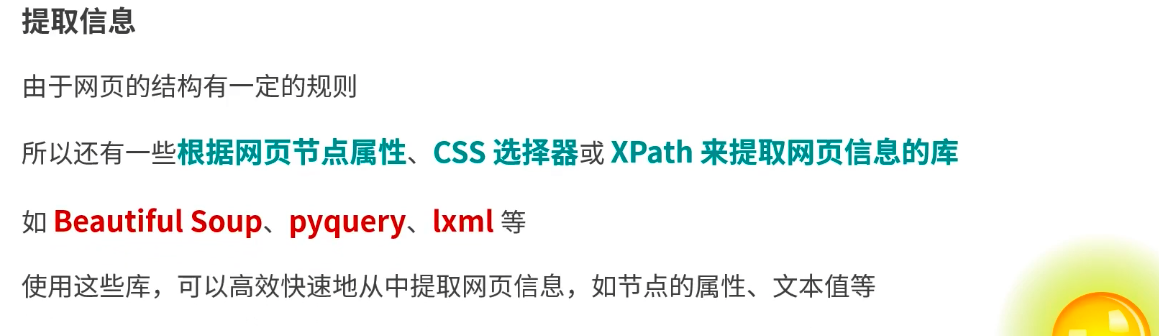 提取信息
由于网页的结构有一定的规则
所以还有一些根据网页节点属性、CSS 选择器或 XPath 来提取网页信息的库
如 Beautiful Soup、pyquery、lxml 等
使用这些库，可以高效快速地从中提取网页信息，如节点的属性、文本值等